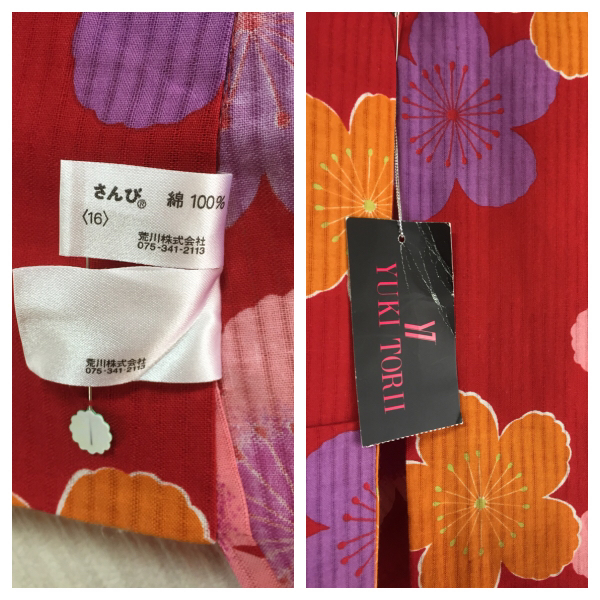 さんび® 綿 100%
〈16〉
荒川株式会社
075-341-2113
荒川株式会社
075-341-2113
YT
YUKI TORII